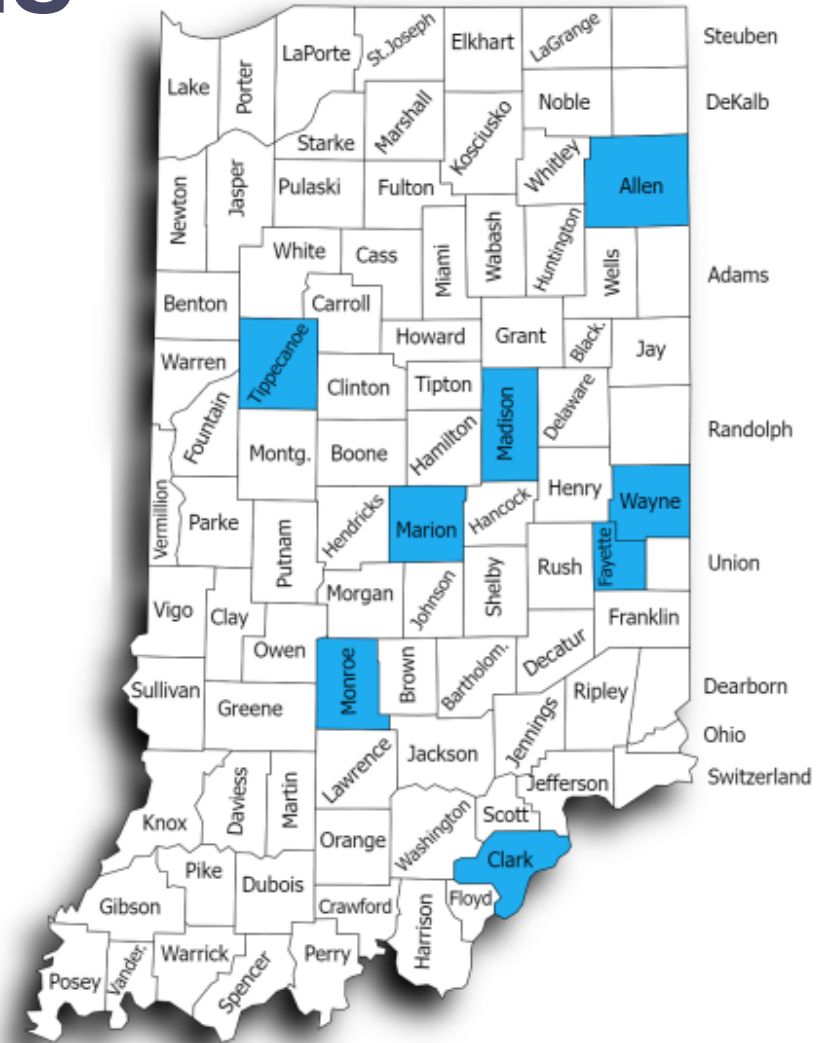 St.Joseph
Elkhart
LaGrange
Steuben
LaPorte
Lake
Porter
Noble
DeKalb
Marshall
Kosciusko
Starke
Whitley
Allen
Newton
Jasper
Pulaski
Fulton
White
Cass
Miami
Wabash
Huntington
Wells
Adams
Benton
Carroll
Howard
Grant
Black.
Jay
Warren
Tippecanoe
Clinton
Tipton
Madison
Delaware
Fountain
Randolph
Montg.
Boone
Hamilton
Vermillion
Parke
Putnam
Hendricks
Marion
Hancock
Henry
Wayne
Fayette
Rush
Shelby
Union
Morgan
Johnson
Franklin
Vigo
Clay
Owen
Monroe
Brown
Bartholom.
Decatur
Sullivan
Greene
Ripley
Dearborn
Jennings
Ohio
Lawrence
Jackson
Jefferson
Switzerland
Knox
Daviess
Martin
Washington
Scott
Orange
Clark
Pike
Dubois
Gibson
Crawford
Floyd
Harrison
Posey
Vander.
Warrick
Spencer
Perry